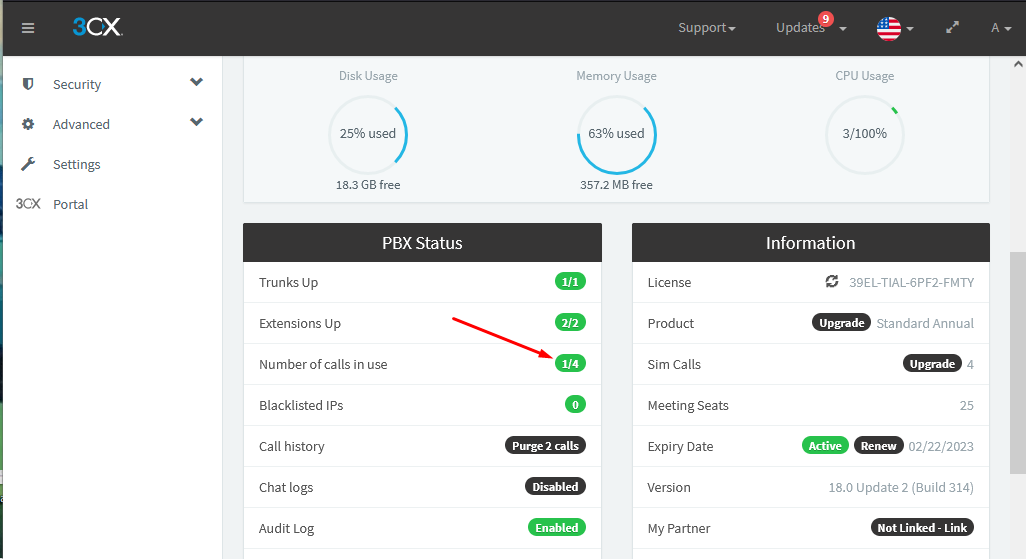 3CX.
Support
Updates 9
A
Security
Advanced
Settings
3CX Portal
Disk Usage
Memory Usage
CPU Usage
25% used
63% used
3/100%
18.3 GB free
357.2 MB free
PBX Status
Trunks Up 1/1
Extensions Up 2/2
Number of calls in use 1/4
Blacklisted IPs 0
Call history Purge 2 calls
Chat logs Disabled
Audit Log Enabled
Information
License 39EL-TIAL-6PF2-FMTY
Product Upgrade Standard Annual
Sim Calls Upgrade 4
Meeting Seats 25
Expiry Date Active Renew 02/22/2023
Version 18.0 Update 2 (Build 314)
My Partner Not Linked - Link